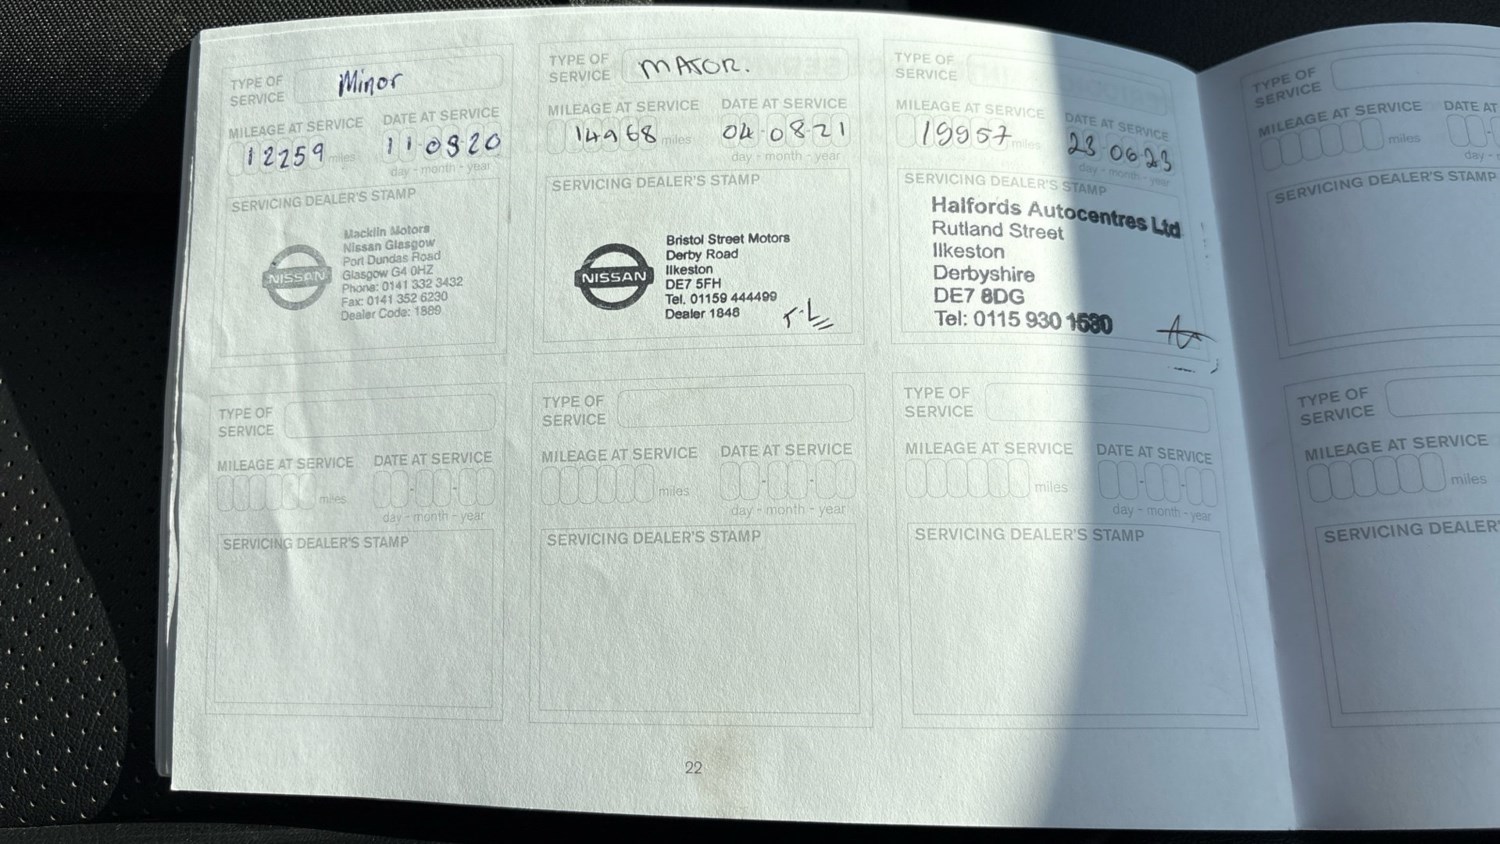 TYPE OF
SERVICE
Minor
MILEAGE AT SERVICE
12259 miles
DATE AT SERVICE
11-09-20
day - month - year
SERVICING DEALER'S STAMP
NISSAN
Macklin Motors
Nissan Glasgow
Port Dundas Road
Glasgow G4 0HZ
Phone: 0141 332 3432
Fax: 0141 352 6230
Dealer Code: 1889
TYPE OF
SERVICE
MAJOR.
MILEAGE AT SERVICE
14968 miles
DATE AT SERVICE
04-08-21
day - month - year
SERVICING DEALER'S STAMP
NISSAN
Bristol Street Motors
Derby Road
Ilkeston
DE7 5FH
Tel. 01159 444499
Dealer 1846
T-L
TYPE OF
SERVICE
MILEAGE AT SERVICE
19957 miles
DATE AT SERVICE
23 06 23
day - month - year
SERVICING DEALER'S STAMP
Halfords Autocentres Ltd
Rutland Street
Ilkeston
Derbyshire
DE7 8DG
Tel: 0115 930 1580
TYPE OF
SERVICE
MILEAGE AT SERVICE
miles
DATE AT
day -
SERVICING DEALER'S STAMP
TYPE OF
SERVICE
MILEAGE AT SERVICE
miles
DATE AT SERVICE
day - month - year
SERVICING DEALER'S STAMP
TYPE OF
SERVICE
MILEAGE AT SERVICE
miles
DATE AT SERVICE
day - month - year
SERVICING DEALER'S STAMP
TYPE OF
SERVICE
MILEAGE AT SERVICE
miles
DATE AT SERVICE
day - month - year
SERVICING DEALER'S STAMP
TYPE OF
SERVICE
MILEAGE AT SERVICE
miles
SERVICING DEALER'S
22